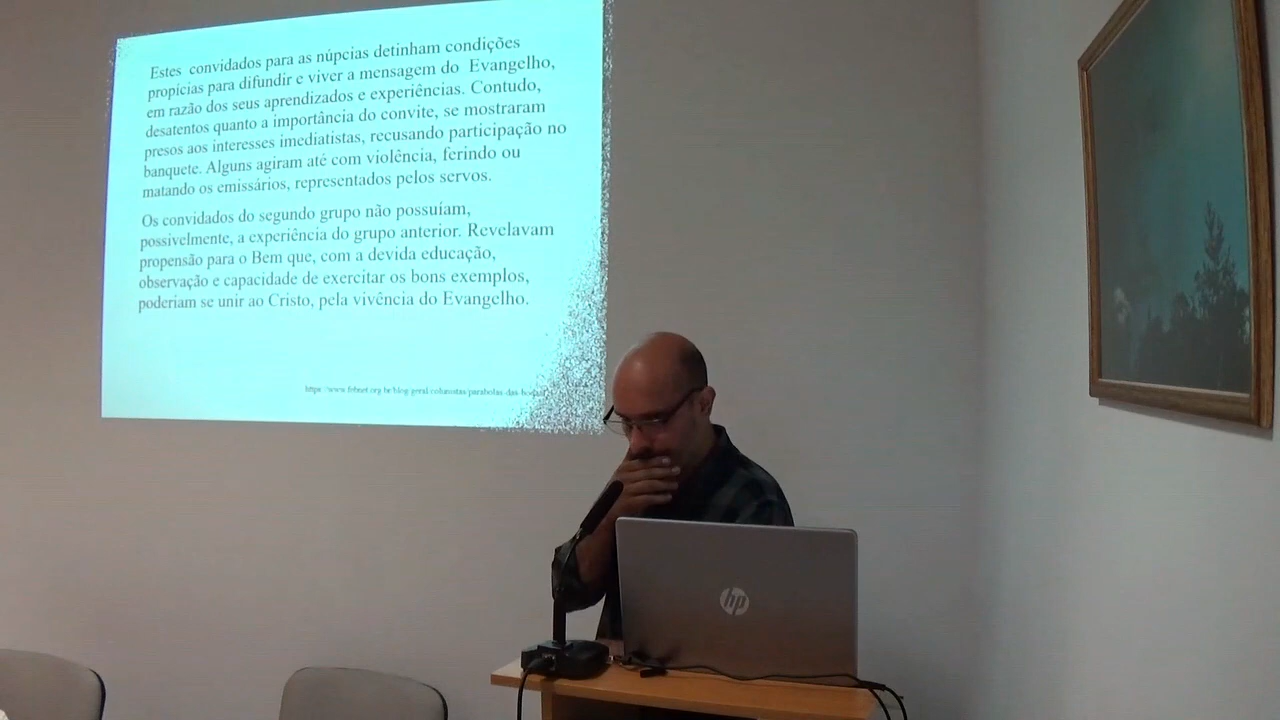 Estes convidados para as núpcias detinham condições
propícias para difundir e viver a mensagem do Evangelho,
em razão dos seus aprendizados e experiências. Contudo,
desatentos quanto a importância do convite, se mostraram
presos aos interesses imediatistas, recusando participação no
banquete. Alguns agiram até com violência, ferindo ou
matando os emissários, representados pelos servos.
Os convidados do segundo grupo não possuíam,
possivelmente, a experiência do grupo anterior. Revelavam
propensão para o Bem que, com a devida educação,
observação e capacidade de exercitar os bons exemplos,
poderiam se unir ao Cristo, pela vivência do Evangelho.
hp